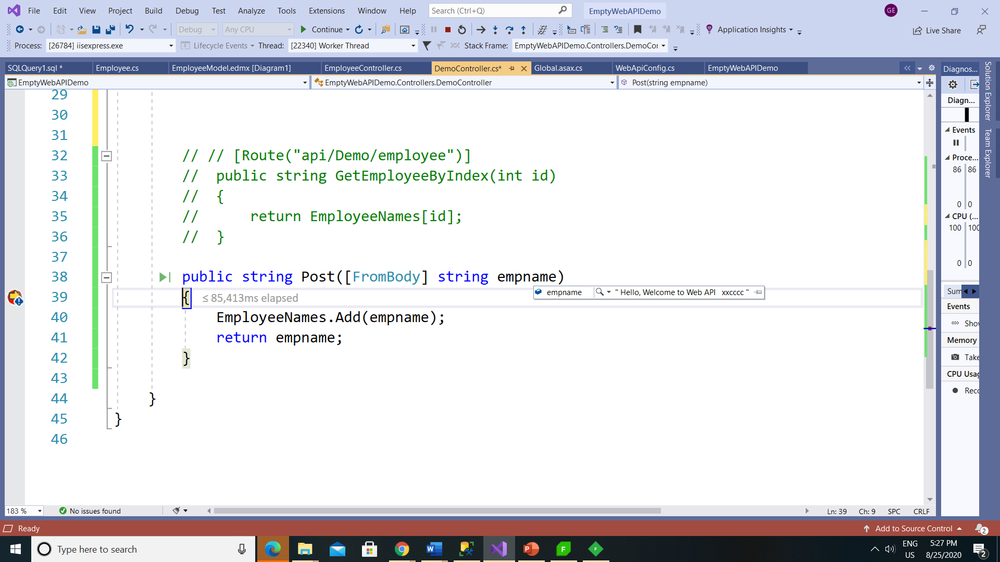 File Edit View Project Build Debug Test Analyze Tools Extensions Window Help Search (Ctrl+Q) EmptyWebAPIDemo GE
Debug Any CPU Continue Application Insights Live Share
Process: [26784] iisexpress.exe Lifecycle Events Thread: [22340] Worker Thread Stack Frame: EmptyWebAPIDemo.Controllers.DemoCor
SQLQuery1.sql * Employee.cs EmployeeModel.edmx [Diagram1] EmployeeController.cs DemoController.cs* Global.asax.cs WebApiConfig.cs EmptyWebAPIDemo
EmptyWebAPIDemo EmptyWebAPIDemo.Controllers.DemoController Post(string empname)
29
30
31
32 // // [Route("api/Demo/employee")]
33 // public string GetEmployeeByIndex(int id)
34 // {
35 // return EmployeeNames[id];
36 // }
37
38 public string Post([FromBody] string empname)
39 { ≤ 85,413ms elapsed empname " Hello, Welcome to Web API xxcccc "
40 EmployeeNames.Add(empname);
41 return empname;
42 }
43
44 }
45 }
46
183 % No issues found Ln: 39 Ch: 9 SPC CRLF
Diagnos...
Diagn...
Events
Proce...
86 86
0 0
CPU (...
100 100
0 0
Sum
Events
Sho
Memory
Take
CPU Usag
Reco
Solution Explorer
Team Explorer
Ready Add to Source Control 2
Type here to search
ENG
US
5:27 PM
8/25/2020
2